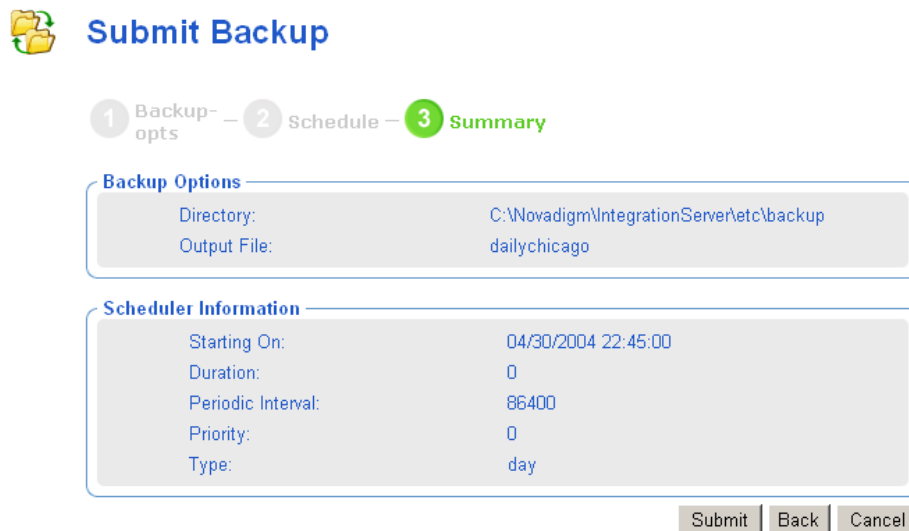 Submit Backup
1 Backup-opts – 2 Schedule – 3 Summary
Backup Options
Directory: C:\Novadigm\IntegrationServer\etc\backup
Output File: dailychicago
Scheduler Information
Starting On: 04/30/2004 22:45:00
Duration: 0
Periodic Interval: 86400
Priority: 0
Type: day
Submit Back Cancel